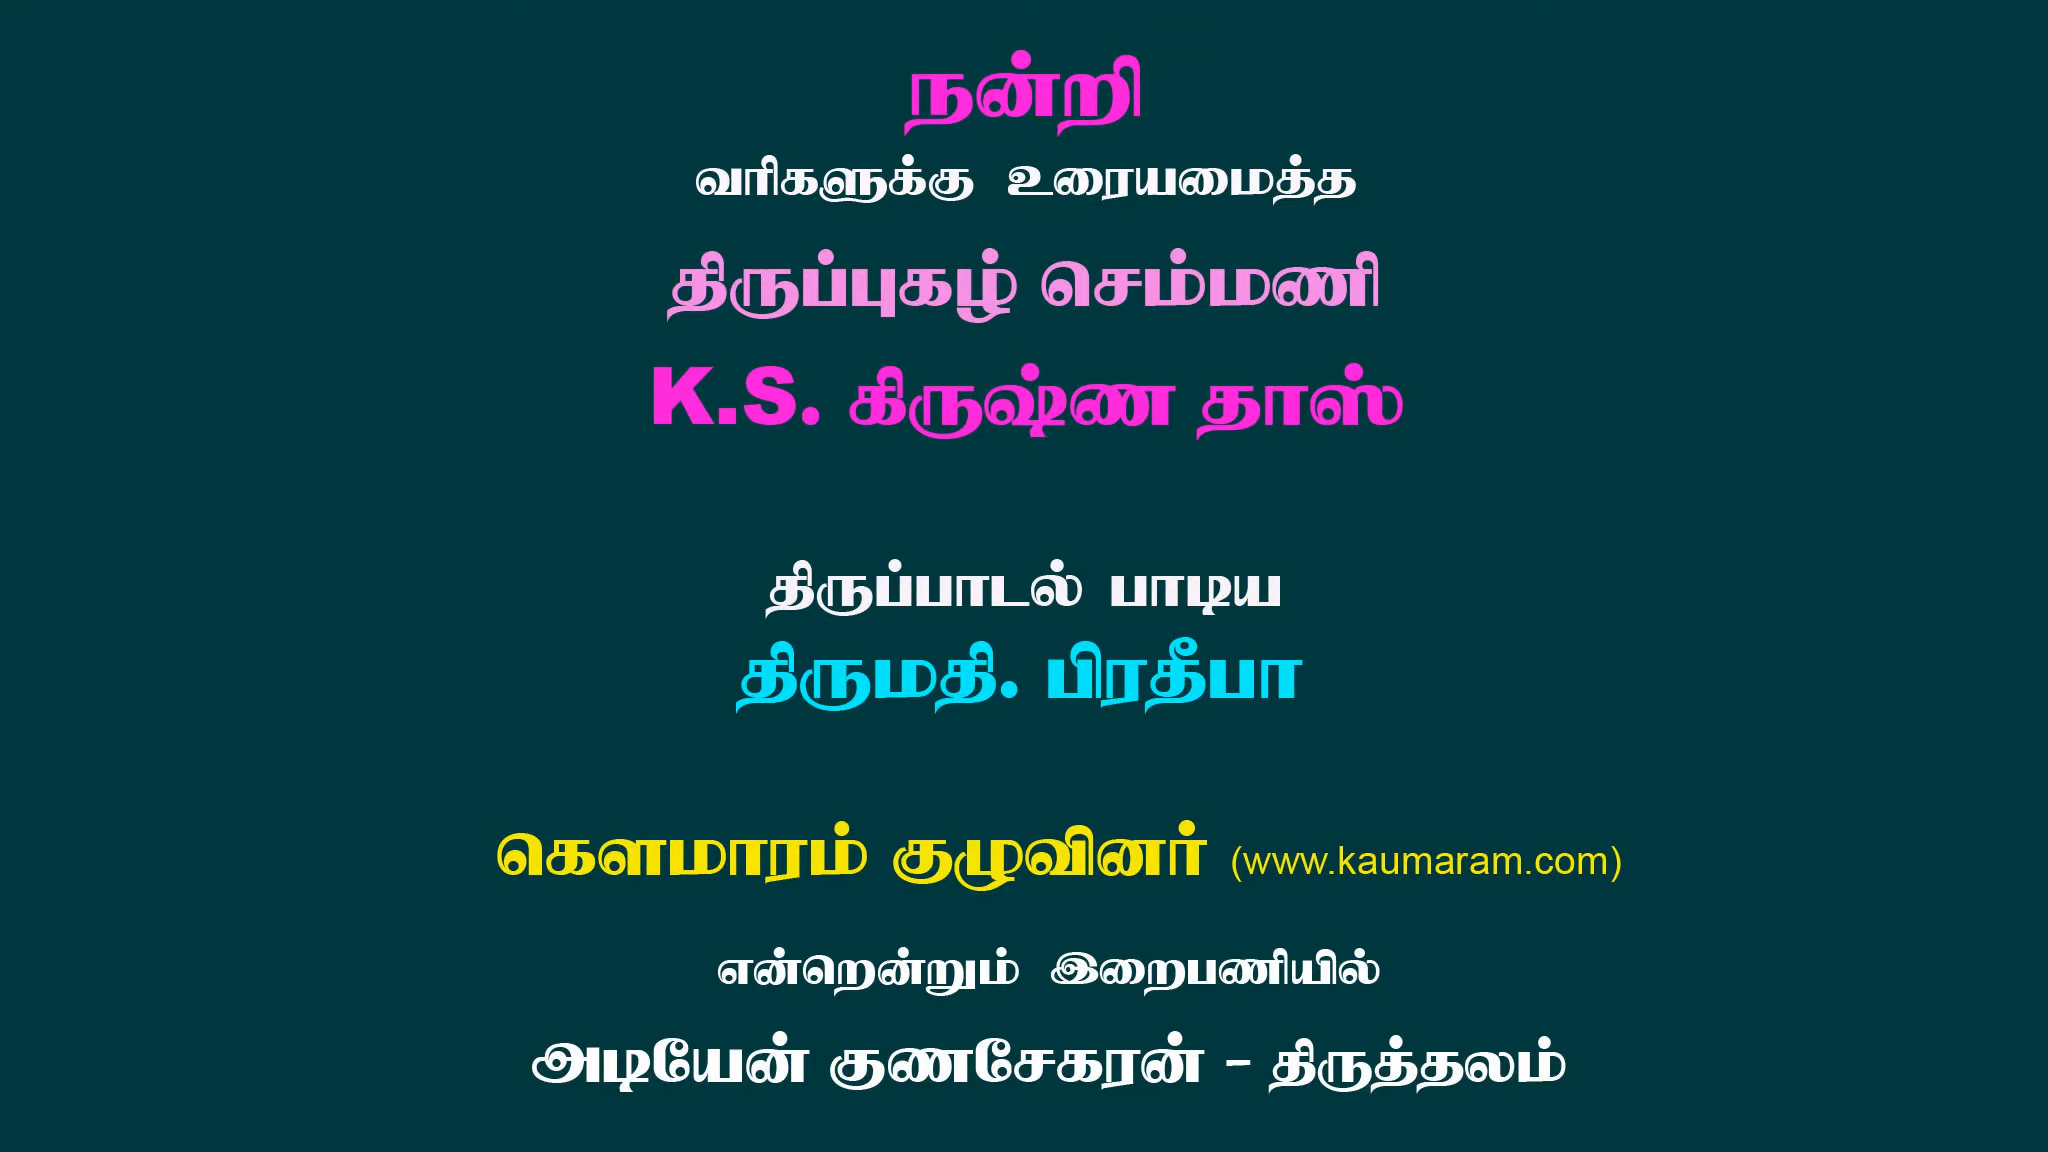 நன்றி
வரிகளுக்கு உரையமைத்த
திருப்புகழ் செம்மணி
K.S. கிருஷ்ண தாஸ்
திருப்பாடல் பாடிய
திருமதி. பிரதீபா
கௌமாரம் குழுவினர் (www.kaumaram.com)
என்றென்றும் இறைபணியில்
அடியேன் குணசேகரன் - திருத்தலம்